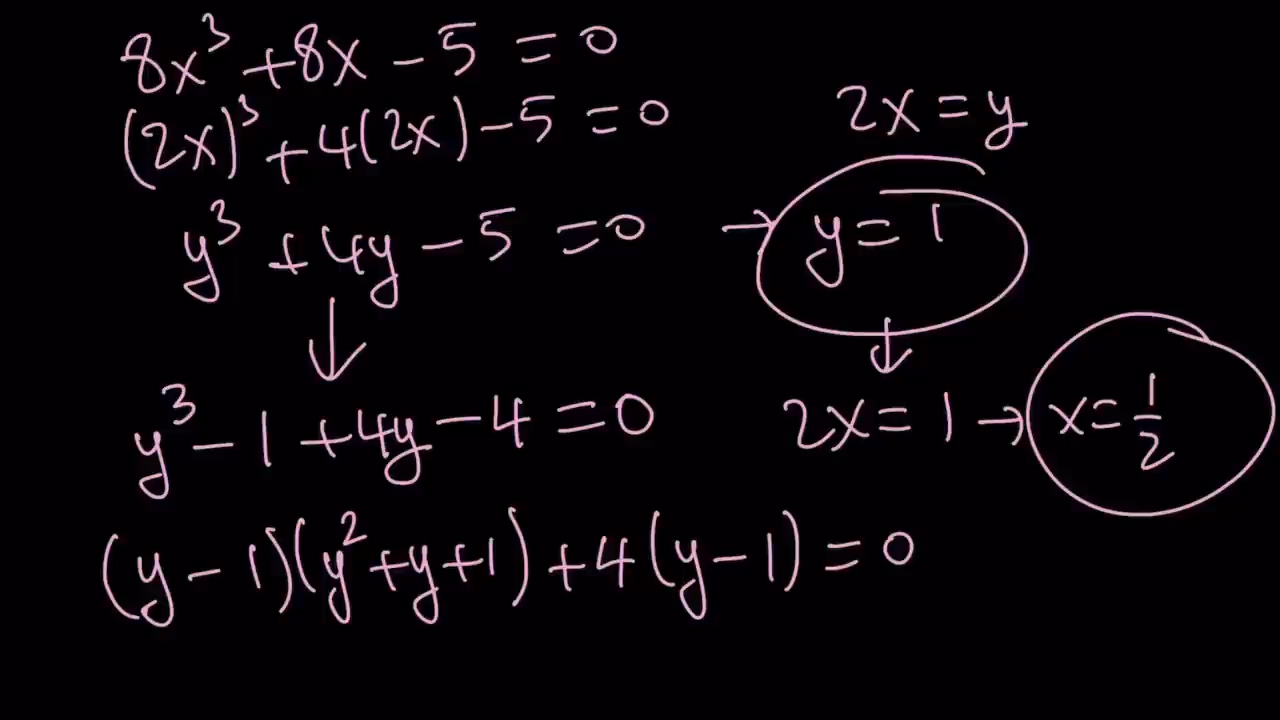 8x³ + 8x - 5 = 0
(2x)³ + 4(2x) - 5 = 0
2x = y
y³ + 4y - 5 = 0 → y = 1
↓ ↓
y³ - 1 + 4y - 4 = 0
2x = 1 → x = 1/2
(y - 1)(y² + y + 1) + 4(y - 1) = 0